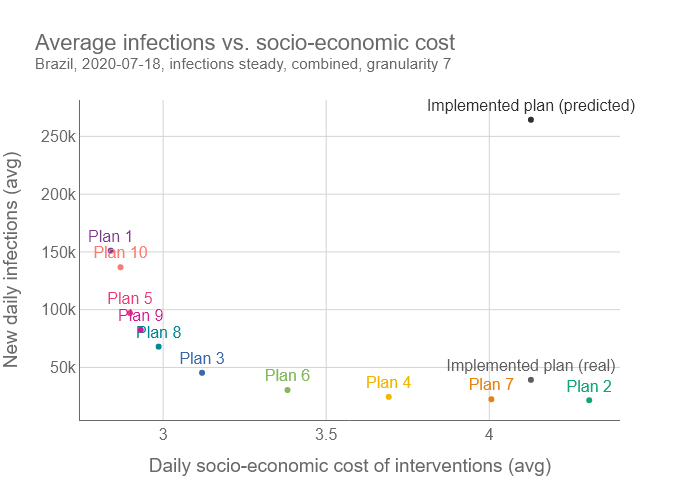 Average infections vs. socio-economic cost
Brazil, 2020-07-18, infections steady, combined, granularity 7
New daily infections (avg)
250k
200k
150k
100k
50k
Implemented plan (predicted)
Plan 1
Plan 10
Plan 5
Plan 9
Plan 8
Plan 3
Plan 6
Plan 4
Implemented plan (real)
Plan 7
Plan 2
3
3.5
4
Daily socio-economic cost of interventions (avg)